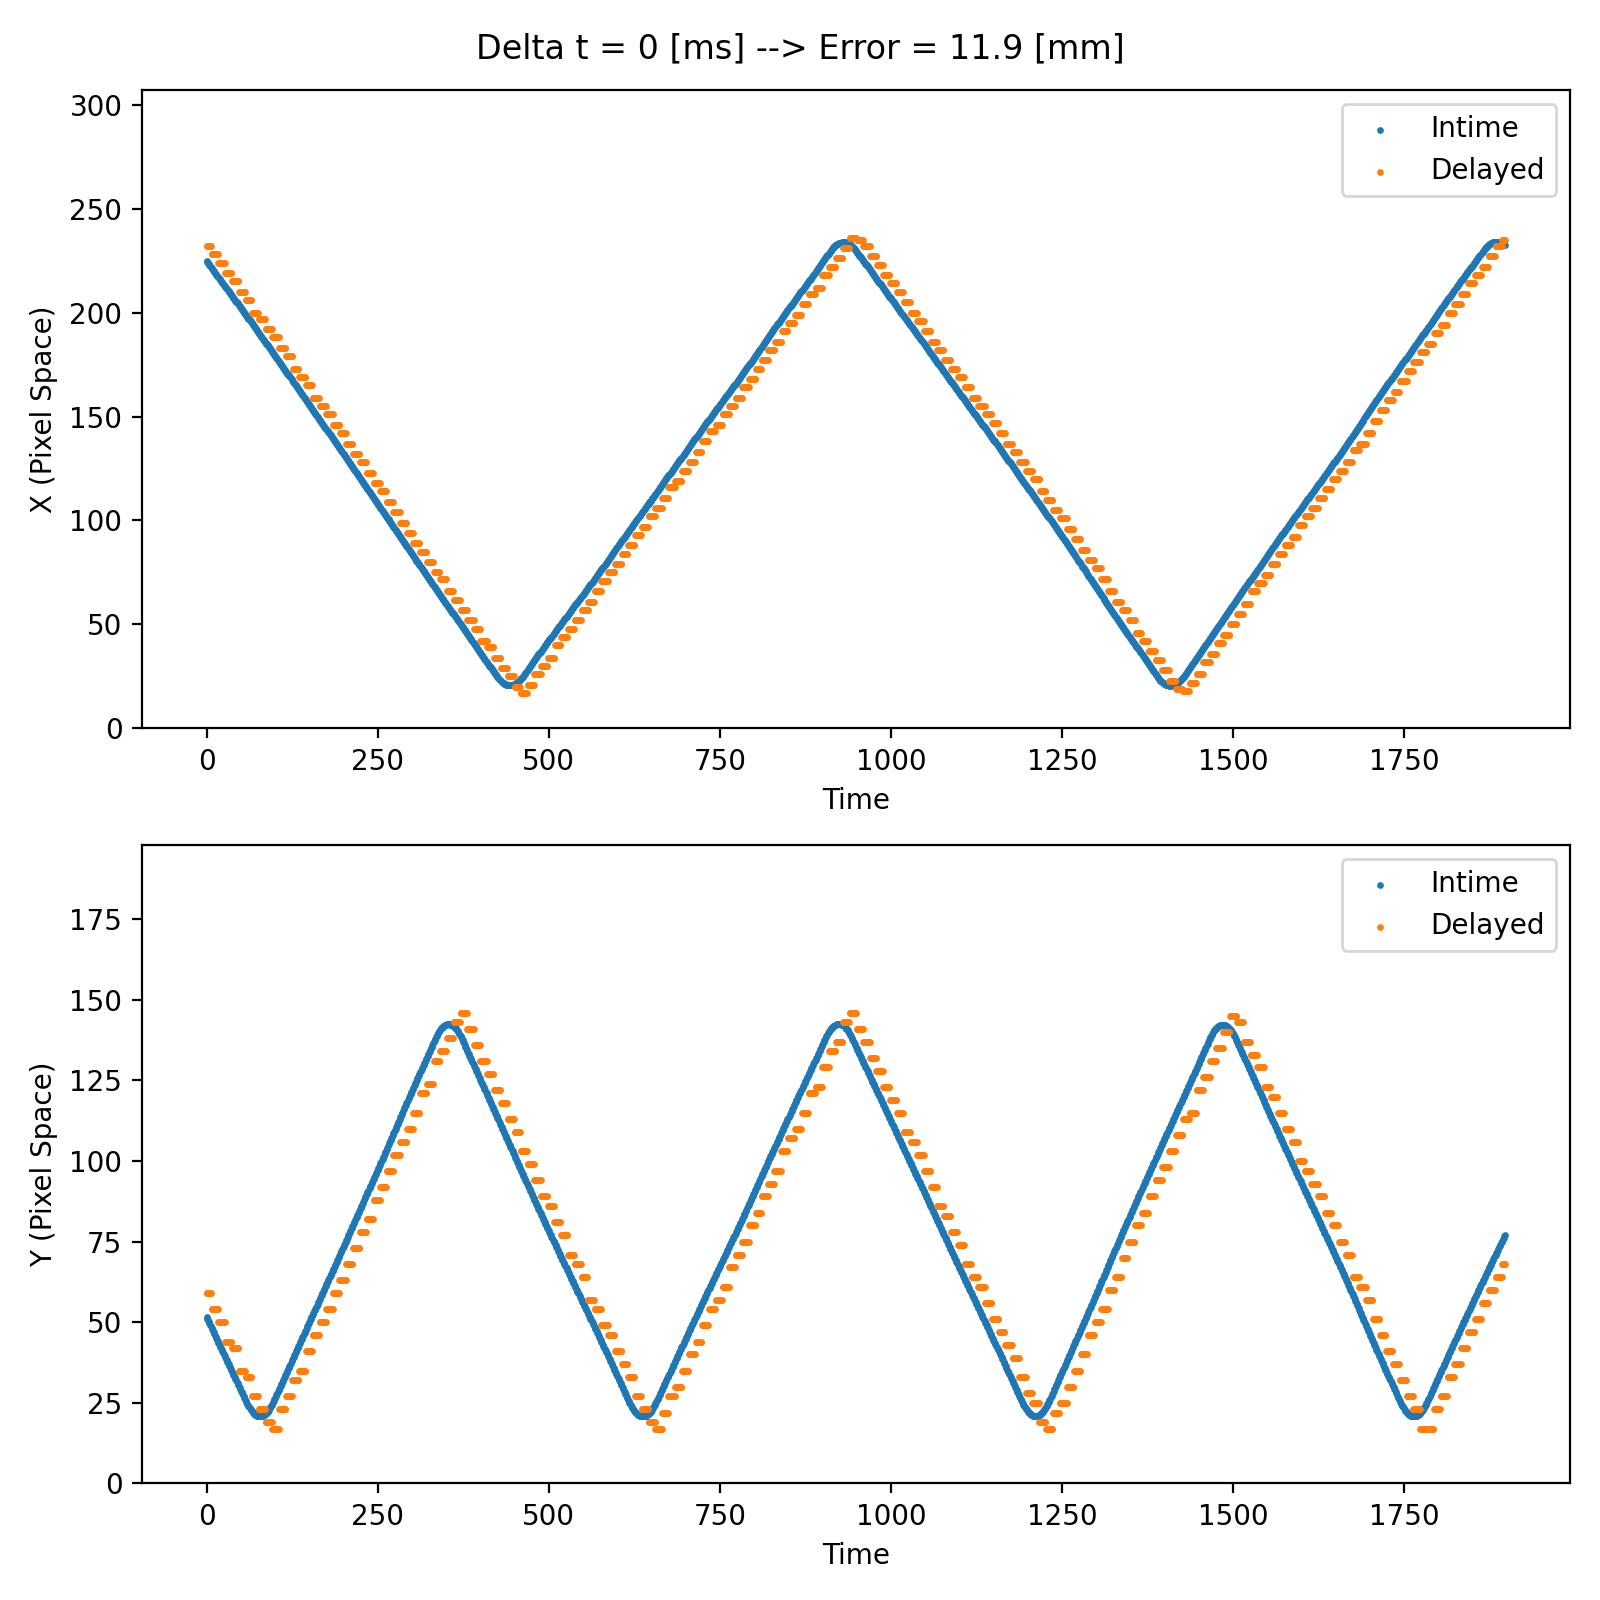 Delta t = 0 [ms] --> Error = 11.9 [mm]
300
250
200
150
100
50
0
X (Pixel Space)
Intime
Delayed
0 250 500 750 1000 1250 1500 1750
Time
175
150
125
100
75
50
25
0
Y (Pixel Space)
Intime
Delayed
0 250 500 750 1000 1250 1500 1750
Time